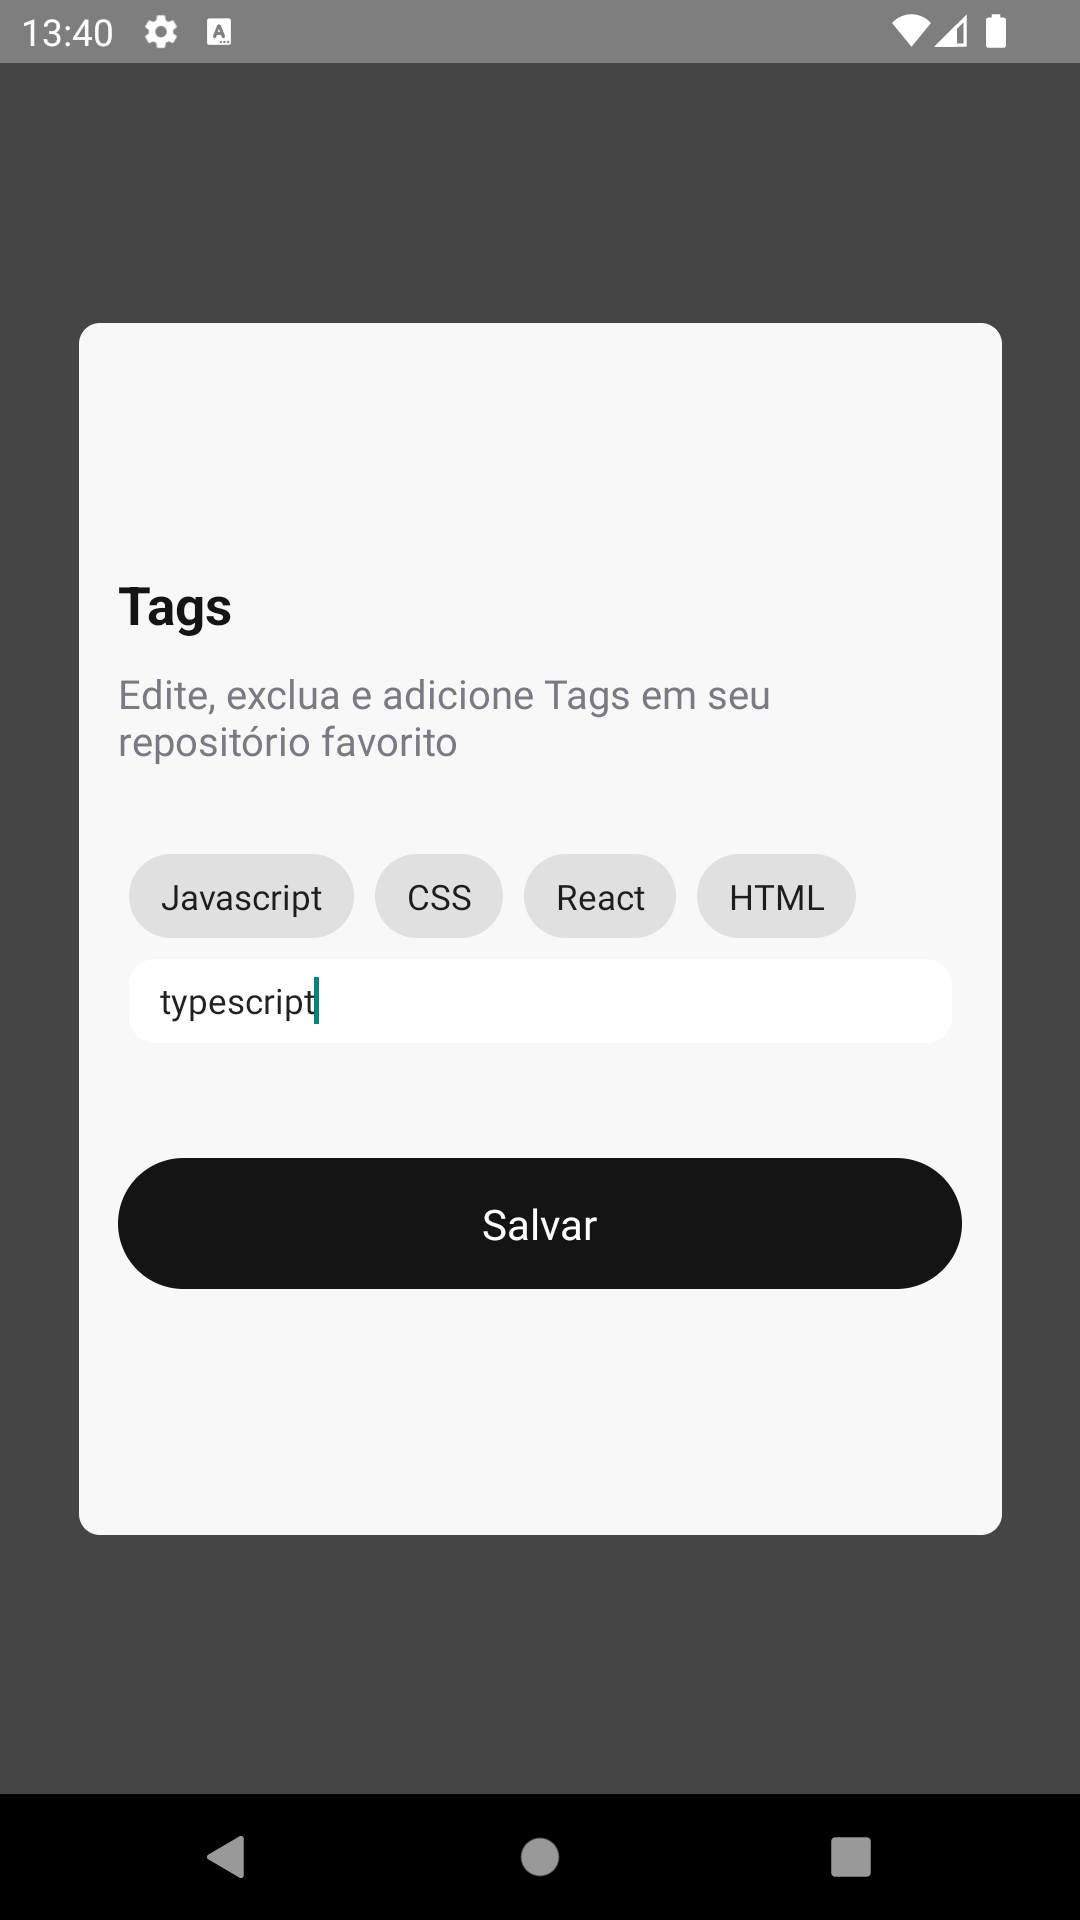 13:40
Tags
Edite, exclua e adicione Tags em seu
repositório favorito
Javascript CSS React HTML
typescript
Salvar